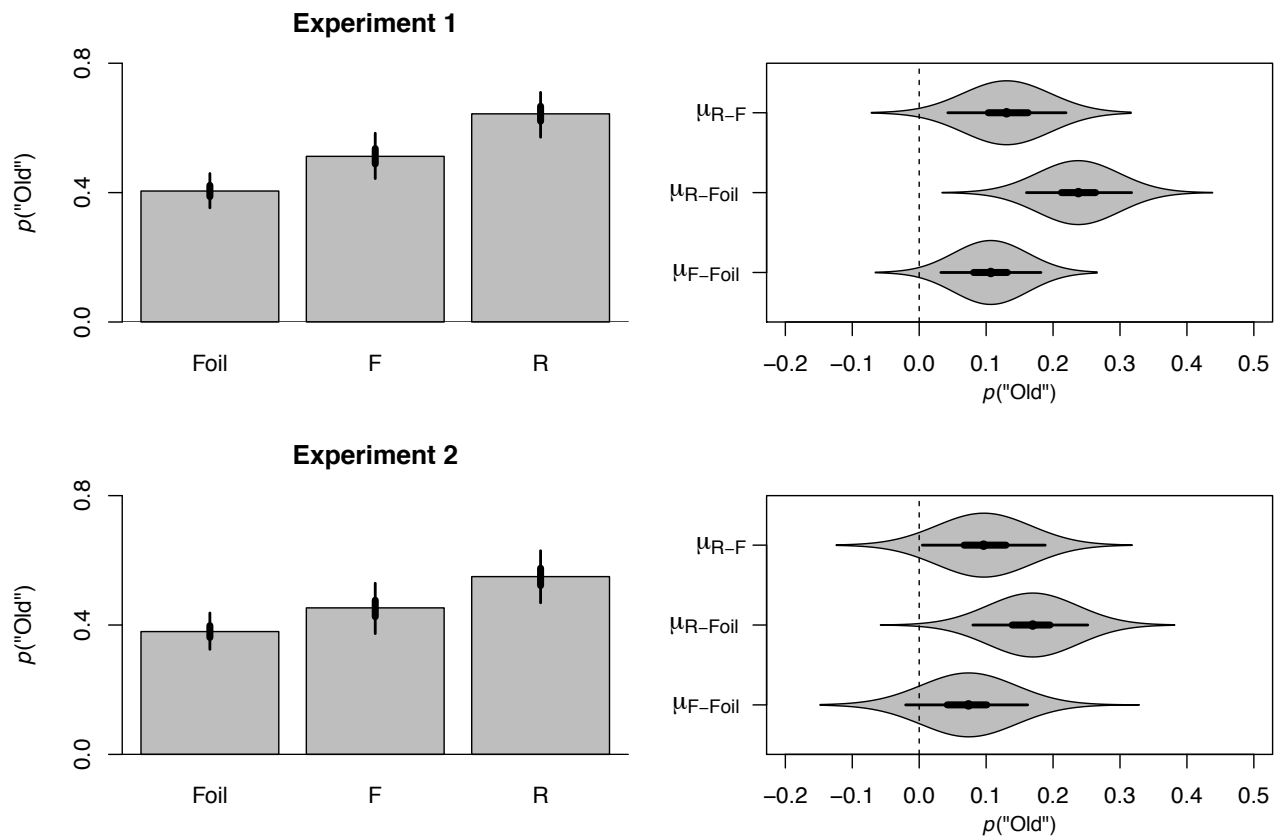 Experiment 1
p("Old")
0.8
0.4
0.0
Foil F R
μR−F
μR−Foil
μF−Foil
−0.2 −0.1 0.0 0.1 0.2 0.3 0.4 0.5
p("Old")
Experiment 2
p("Old")
0.8
0.4
0.0
Foil F R
μR−F
μR−Foil
μF−Foil
−0.2 −0.1 0.0 0.1 0.2 0.3 0.4 0.5
p("Old")